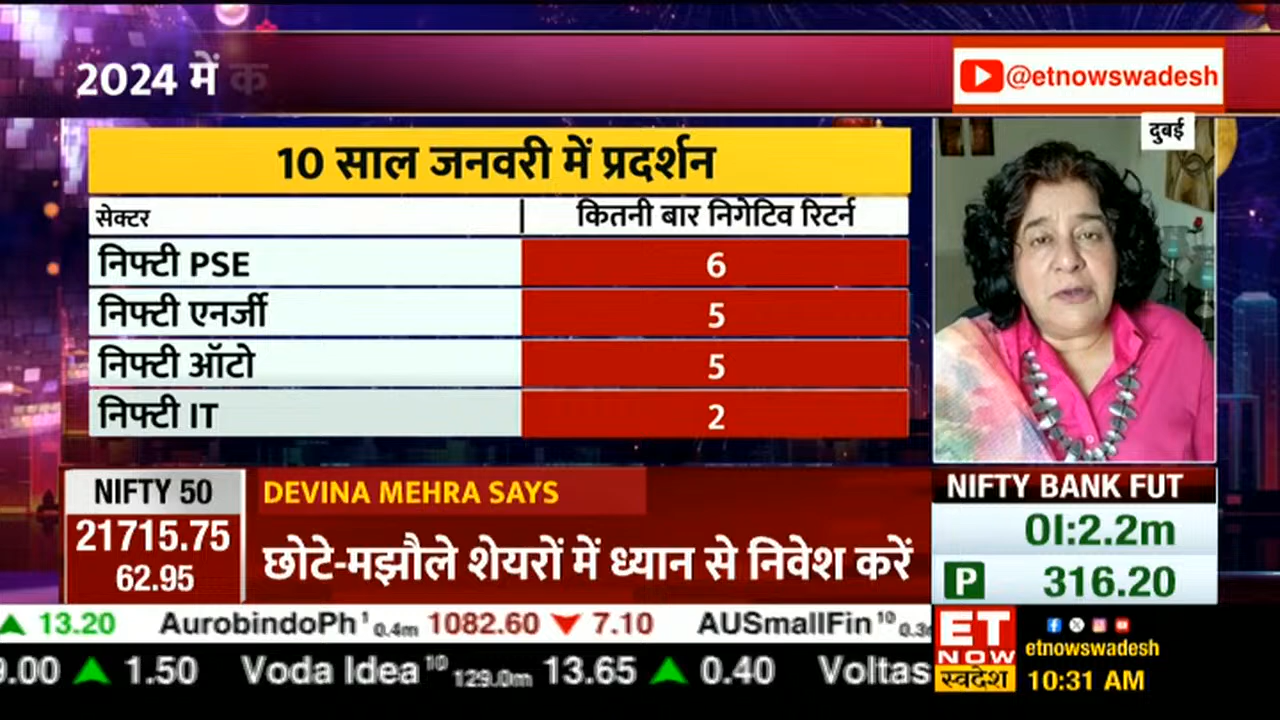 2024 में क
@etnowswadesh
दुबई
10 साल जनवरी में प्रदर्शन
सेक्टर | कितनी बार निगेटिव रिटर्न
निफ्टी PSE 6
निफ्टी एनर्जी 5
निफ्टी ऑटो 5
निफ्टी IT 2
NIFTY 50
21715.75
62.95
DEVINA MEHRA SAYS
छोटे-मझौले शेयरों में ध्यान से निवेश करें
NIFTY BANK FUT
OI:2.2m
P 316.20
▲ 13.20 AurobindoPh 1 0.4m 1082.60 ▼ 7.10 AUSmallFin 10
9.00 ▲ 1.50 Voda Idea 10 129.0m 13.65 ▲ 0.40 Voltas
ET
NOW
स्वदेश
etnowswadesh
10:31 AM